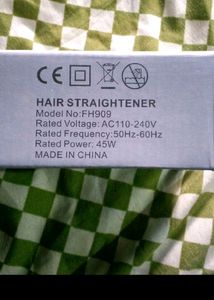 CE
HAIR STRAIGHTENER
Model No:FH909
Rated Voltage: AC110-240V
Rated Frequency:50Hz-60Hz
Rated Power: 45W
MADE IN CHINA